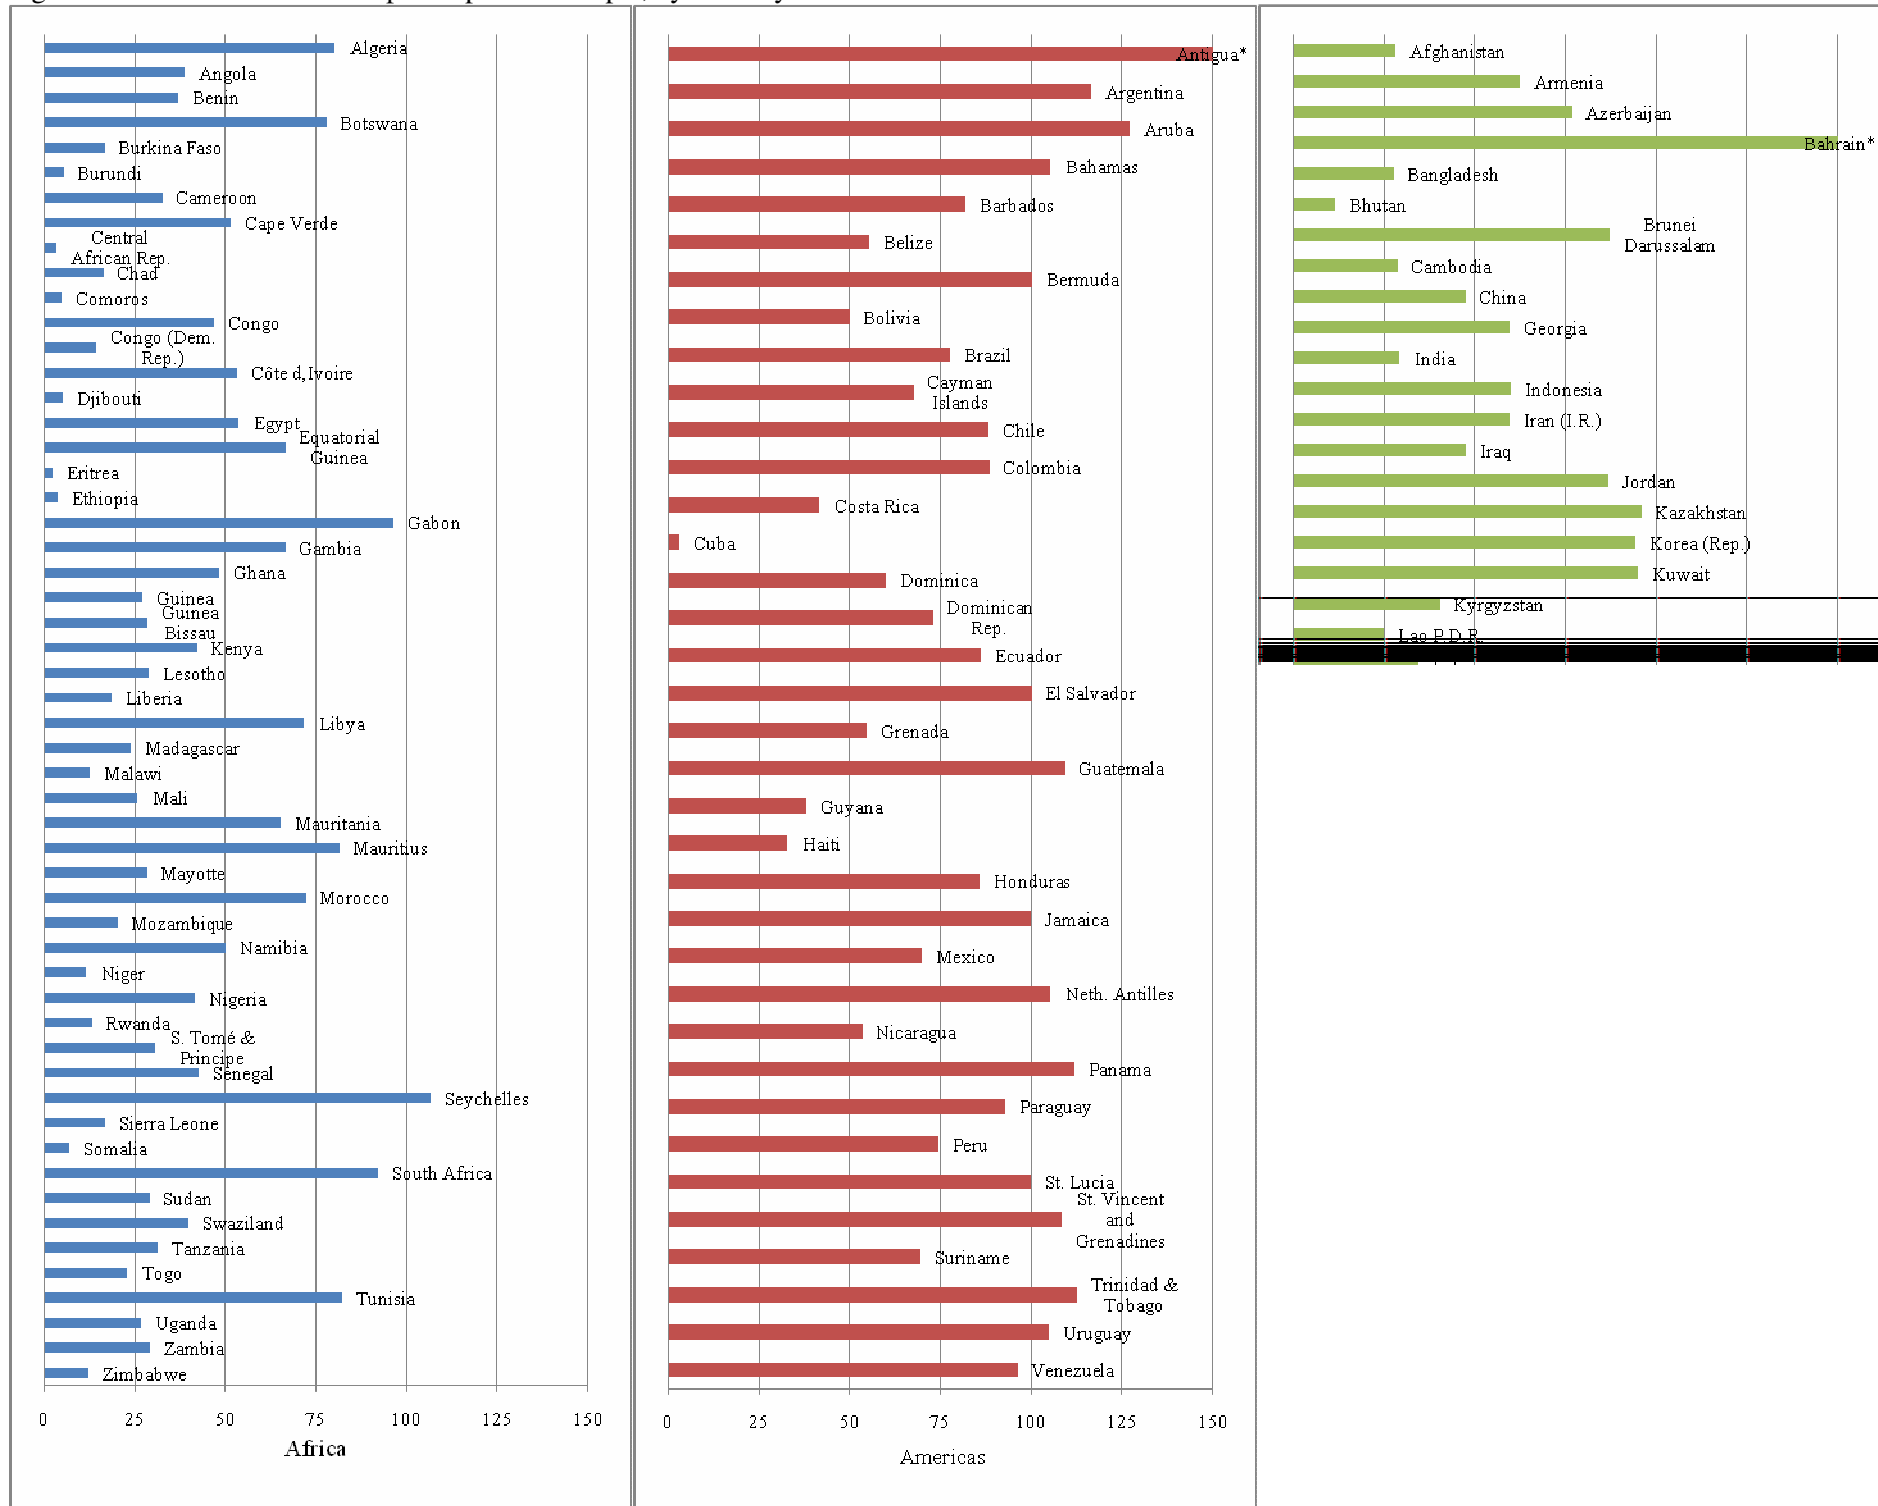 Algeria
Angola
Benin
Botswana
Burkina Faso
Burundi
Cameroon
Cape Verde
Central
African Rep.
Chad
Comoros
Congo
Congo (Dem.
Rep.)
Côte d,Ivoire
Djibouti
Egypt
Equatorial
Guinea
Eritrea
Ethiopia
Gabon
Gambia
Ghana
Guinea
Guinea
Bissau
Kenya
Lesotho
Liberia
Libya
Madagascar
Malawi
Mali
Mauritania
Mauritius
Mayotte
Morocco
Mozambique
Namibia
Niger
Nigeria
Rwanda
S. Tomé &
Principe
Senegal
Seychelles
Sierra Leone
Somalia
South Africa
Sudan
Swaziland
Tanzania
Togo
Tunisia
Uganda
Zambia
Zimbabwe
0 25 50 75 100 125 150
Africa
Antigua*
Argentina
Aruba
Bahamas
Barbados
Belize
Bermuda
Bolivia
Brazil
Cayman
Islands
Chile
Colombia
Costa Rica
Cuba
Dominica
Dominican
Rep.
Ecuador
El Salvador
Grenada
Guatemala
Guyana
Haiti
Honduras
Jamaica
Mexico
Neth. Antilles
Nicaragua
Panama
Paraguay
Peru
St. Lucia
St. Vincent
and
Grenadines
Suriname
Trinidad &
Tobago
Uruguay
Venezuela
0 25 50 75 100 125 150
Americas
Afghanistan
Armenia
Azerbaijan
Bahrain*
Bangladesh
Bhutan
Brunei
Darussalam
Cambodia
China
Georgia
India
Indonesia
Iran (I.R.)
Iraq
Jordan
Kazakhstan
Korea (Rep.)
Kuwait
Kyrgyzstan
Lao P.D.R.